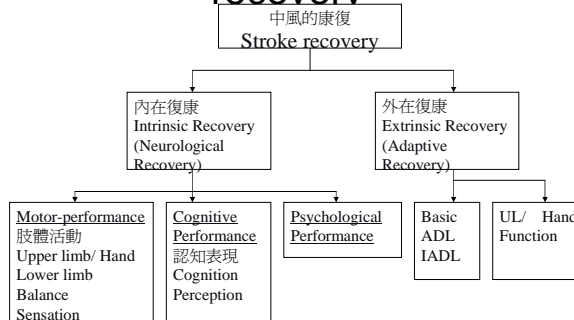 recovery
中風的康復
Stroke recovery
內在復康
Intrinsic Recovery
(Neurological
Recovery)
外在復康
Extrinsic Recovery
(Adaptive
Recovery)
Motor-performance
肢體活動
Upper limb/ Hand
Lower limb
Balance
Sensation
Cognitive
Performance
認知表現
Cognition
Perception
Psychological
Performance
Basic
ADL
IADL
UL/ Hand
Function